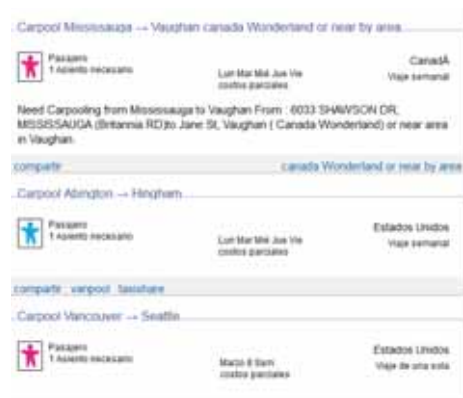 Carpool Mississauga → Vaughan canada Wonderland or near by area
Pasajero
1 Asiento necesario
Lun Mar Mié Jue Vie
costos parciales
CanadÁ
Viaje semanal
Need Carpooling from Mississauga to Vaughan From : 6033 SHAWSON DR,
MISSISSAUGA (Britannia RD)to Jane St, Vaughan ( Canada Wonderland) or near area
in Vaughan.
compartir
canada Wonderland or near by area
Carpool Abington → Hingham
Pasajero
1 Asiento necesario
Lun Mar Mié Jue Vie
costos parciales
Estados Unidos
Viaje semanal
compartir vanpool taxishare
Carpool Vancouver → Seattle
Pasajero
1 Asiento necesario
Marzo 8 9am
costos parciales
Estados Unidos
Viaje de una sola